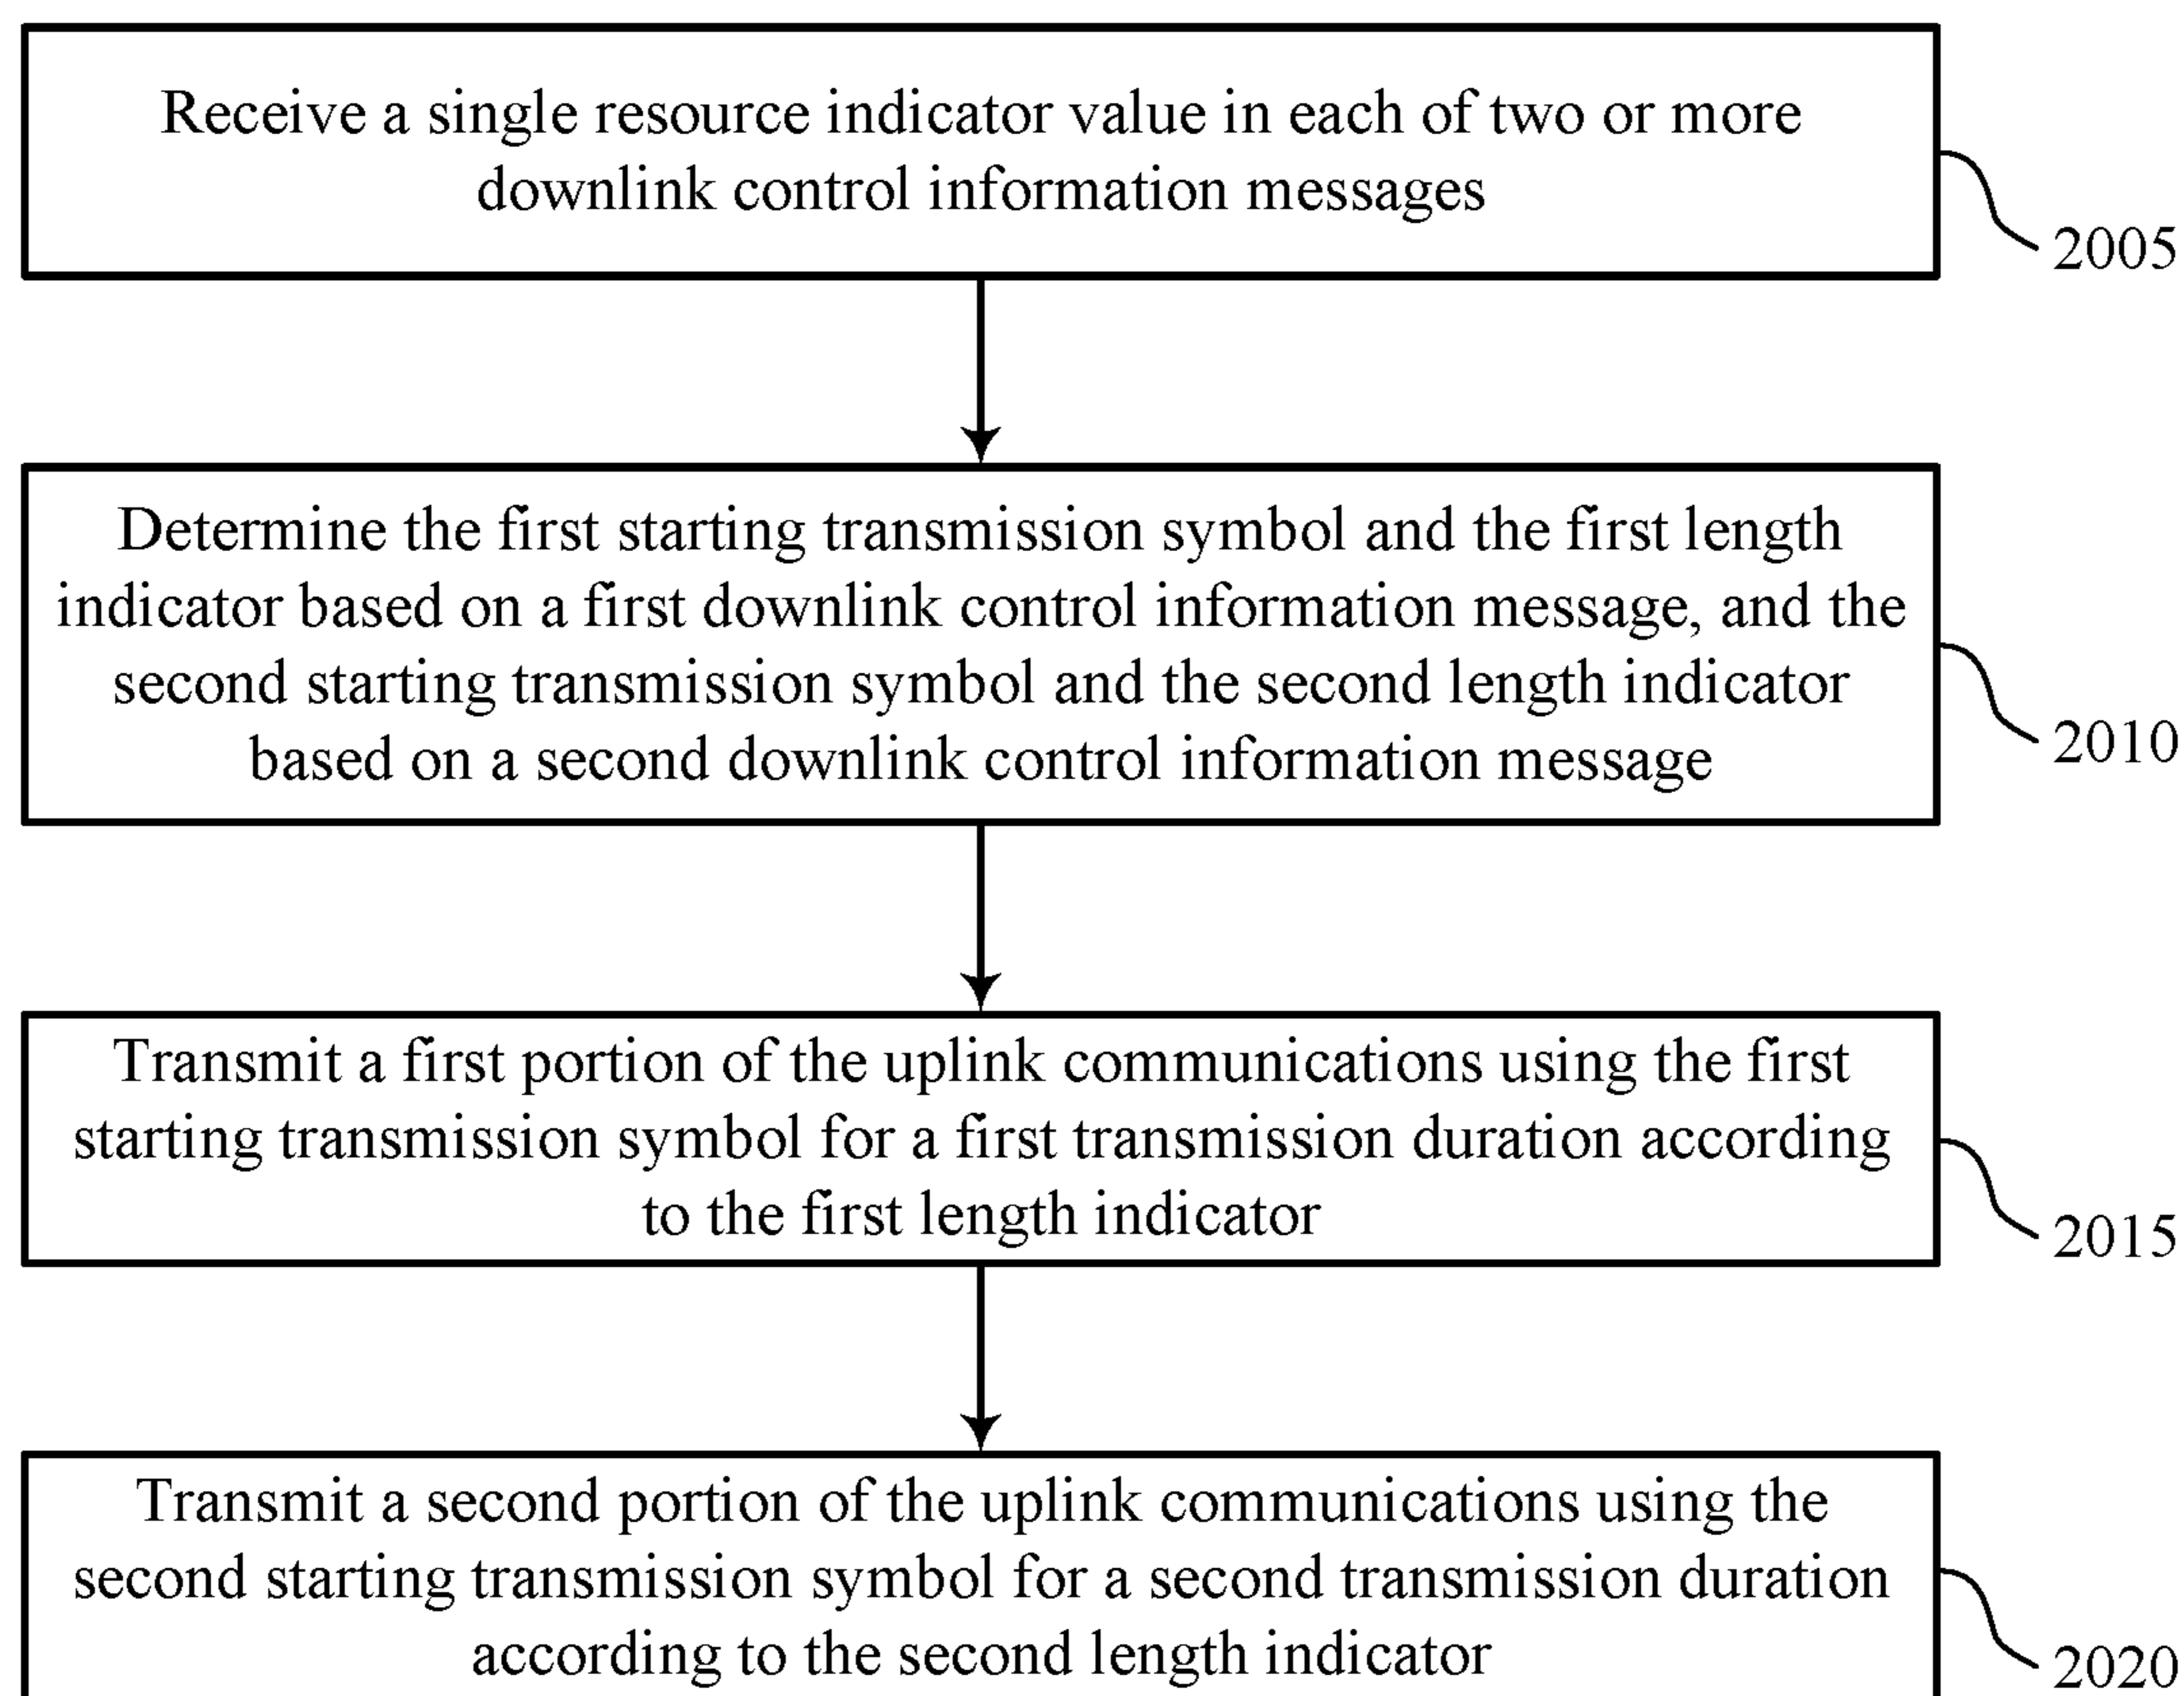 Receive a single resource indicator value in each of two or more
downlink control information messages
2005
Determine the first starting transmission symbol and the first length
indicator based on a first downlink control information message, and the
second starting transmission symbol and the second length indicator
based on a second downlink control information message
2010
Transmit a first portion of the uplink communications using the first
starting transmission symbol for a first transmission duration according
to the first length indicator
2015
Transmit a second portion of the uplink communications using the
second starting transmission symbol for a second transmission duration
according to the second length indicator
2020